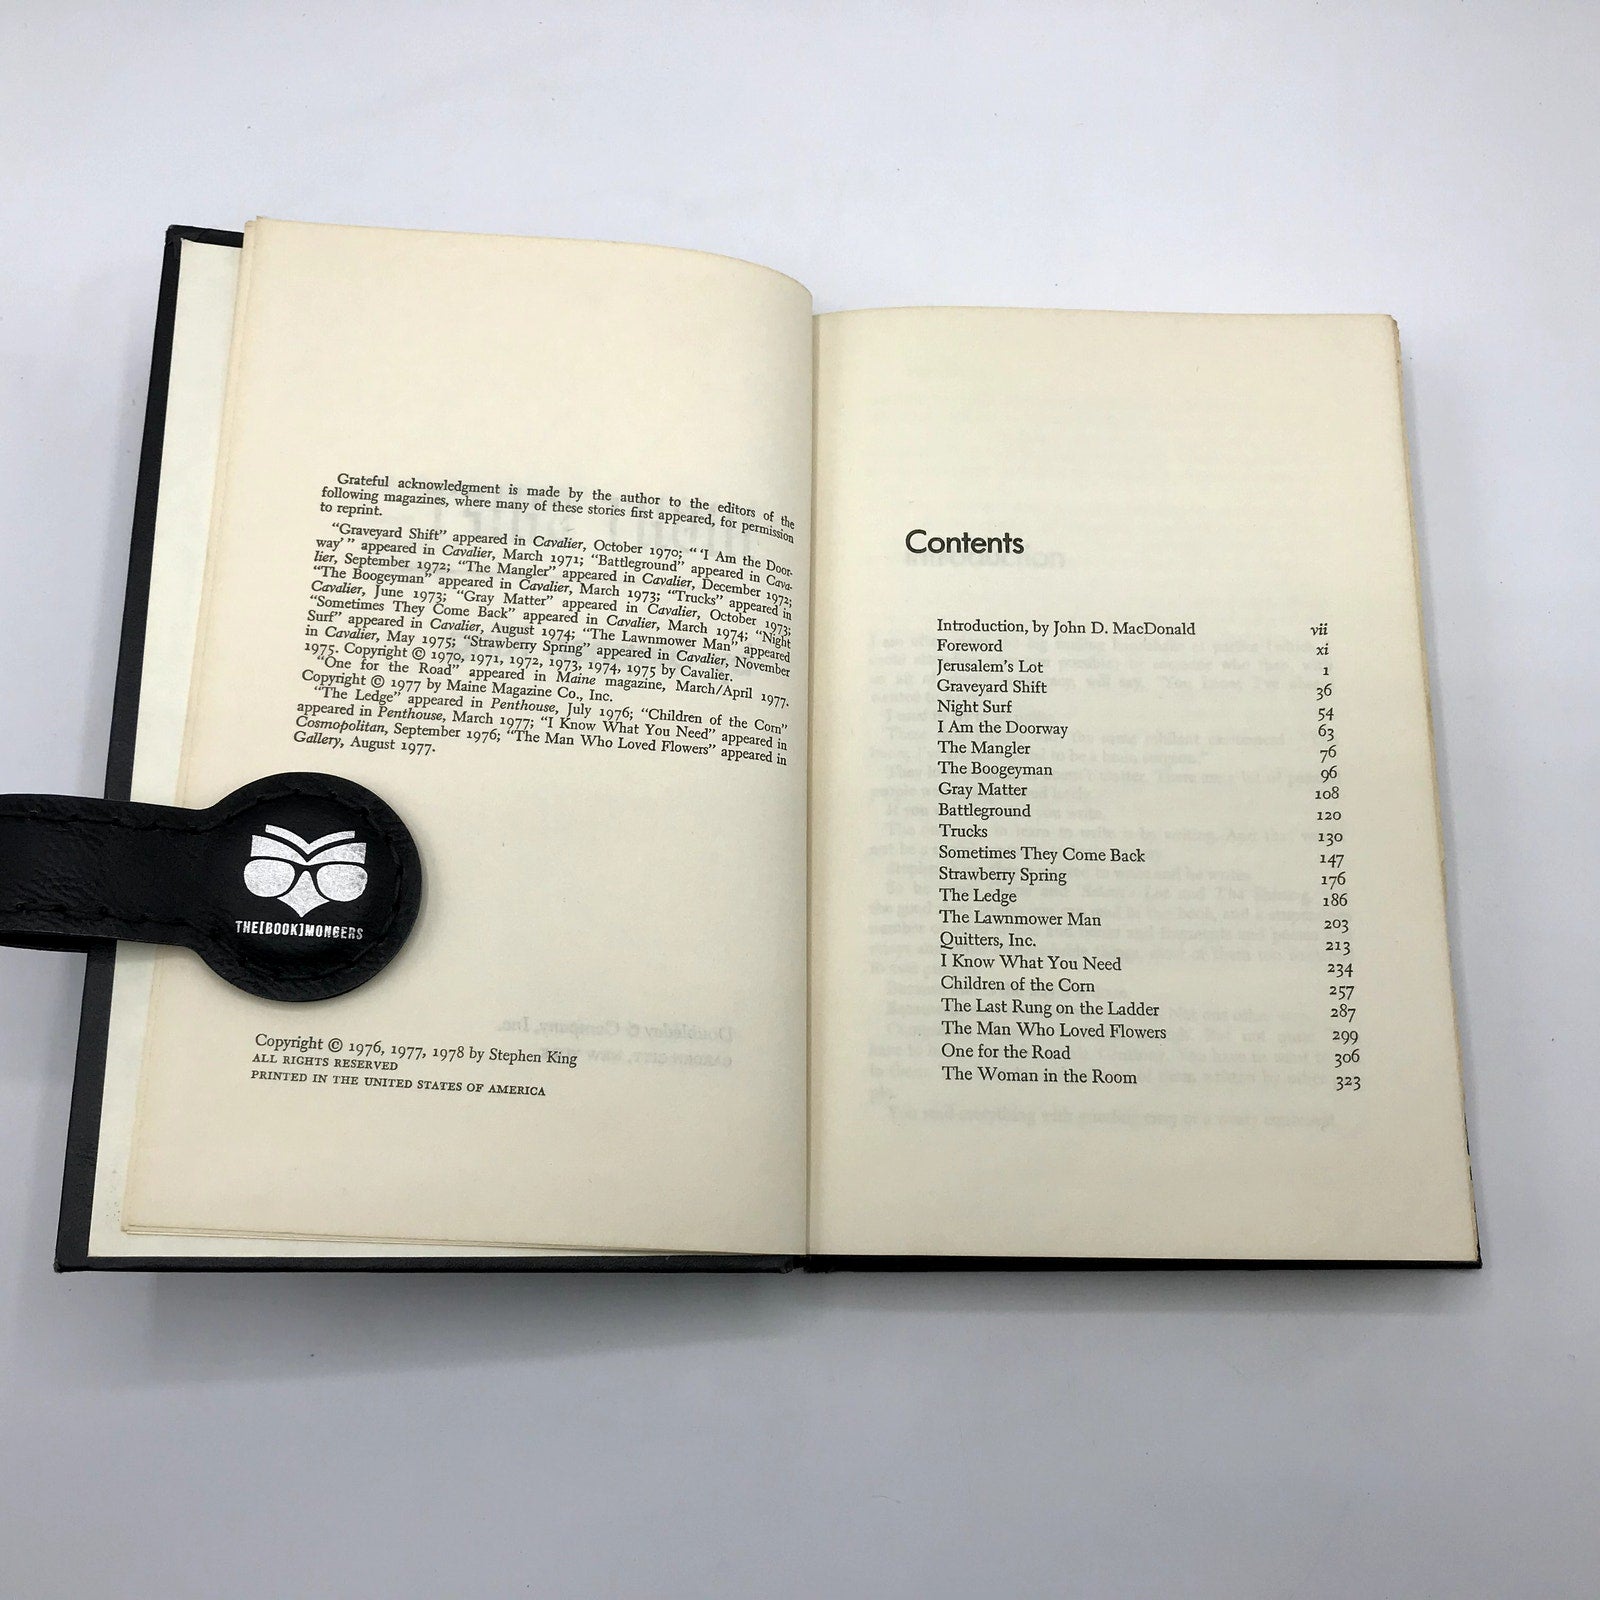 Grateful acknowledgment is made by the author to the editors of the
following magazines, where many of these stories first appeared, for permission
to reprint.
"Graveyard Shift" appeared in Cavalier, October 1970; " 'I Am the Door-
way' " appeared in Cavalier, March 1971; "Battleground" appeared in Cava-
lier, September 1972; "The Mangler" appeared in Cavalier, December 1972;
"The Boogeyman" appeared in Cavalier, March 1973; "Trucks" appeared in
Cavalier, June 1973; "Gray Matter" appeared in Cavalier, October 1973;
"Sometimes They Come Back" appeared in Cavalier, March 1974; "Night
Surf" appeared in Cavalier, August 1974; "The Lawnmower Man" appeared
in Cavalier, May 1975; "Strawberry Spring" appeared in Cavalier, November
1975. Copyright © 1970, 1971, 1972, 1973, 1974, 1975 by Cavalier.
"One for the Road" appeared in Maine magazine, March/April 1977.
Copyright © 1977 by Maine Magazine Co., Inc.
"The Ledge" appeared in Penthouse, July 1976; "Children of the Corn"
appeared in Penthouse, March 1977; "I Know What You Need" appeared in
Cosmopolitan, September 1976; "The Man Who Loved Flowers" appeared in
Gallery, August 1977.
THE[BOOK]MONGERS
Copyright © 1976, 1977, 1978 by Stephen King
ALL RIGHTS RESERVED
PRINTED IN THE UNITED STATES OF AMERICA
Contents
Introduction, by John D. MacDonald vii
Foreword xi
Jerusalem's Lot 1
Graveyard Shift 36
Night Surf 54
I Am the Doorway 63
The Mangler 76
The Boogeyman 96
Gray Matter 108
Battleground 120
Trucks 130
Sometimes They Come Back 147
Strawberry Spring 176
The Ledge 186
The Lawnmower Man 203
Quitters, Inc. 213
I Know What You Need 234
Children of the Corn 257
The Last Rung on the Ladder 287
The Man Who Loved Flowers 299
One for the Road 306
The Woman in the Room 323